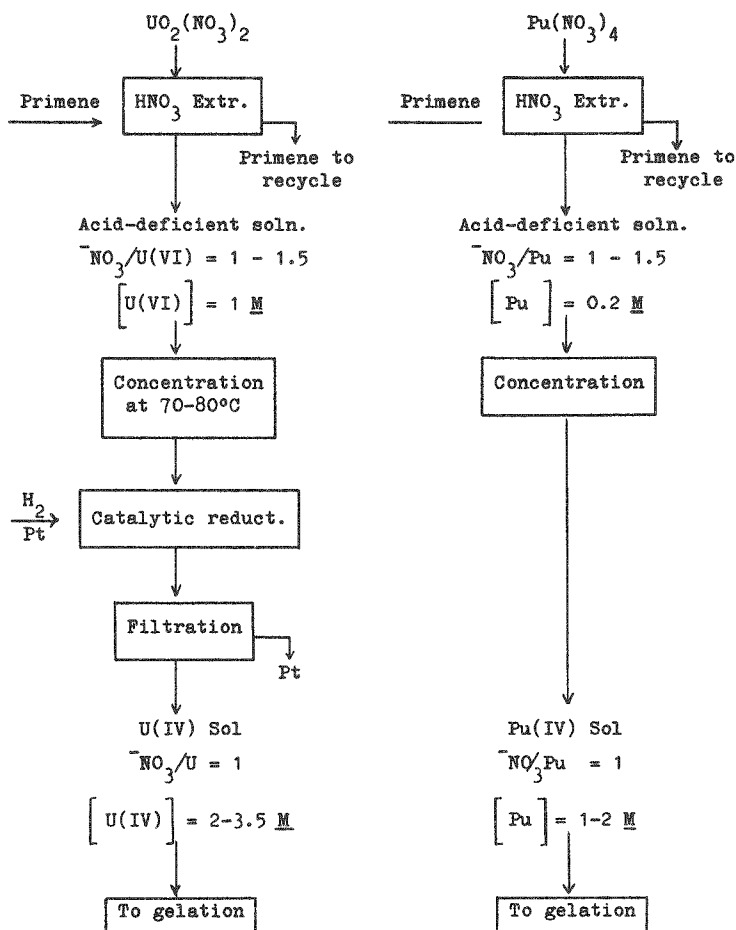 UO2(NO3)2
Primene
HNO3 Extr.
Primene to
recycle
Acid-deficient soln.
-NO3/U(VI) = 1 - 1.5
[U(VI)] = 1 M
Concentration
at 70-80°C
H2
Pt
Catalytic reduct.
Filtration
Pt
U(IV) Sol
-NO3/U = 1
[U(IV)] = 2-3.5 M
To gelation
Pu(NO3)4
Primene
HNO3 Extr.
Primene to
recycle
Acid-deficient soln.
-NO3/Pu = 1 - 1.5
[Pu ] = 0.2 M
Concentration
Pu(IV) Sol
-NO/3Pu = 1
[Pu ] = 1-2 M
To gelation